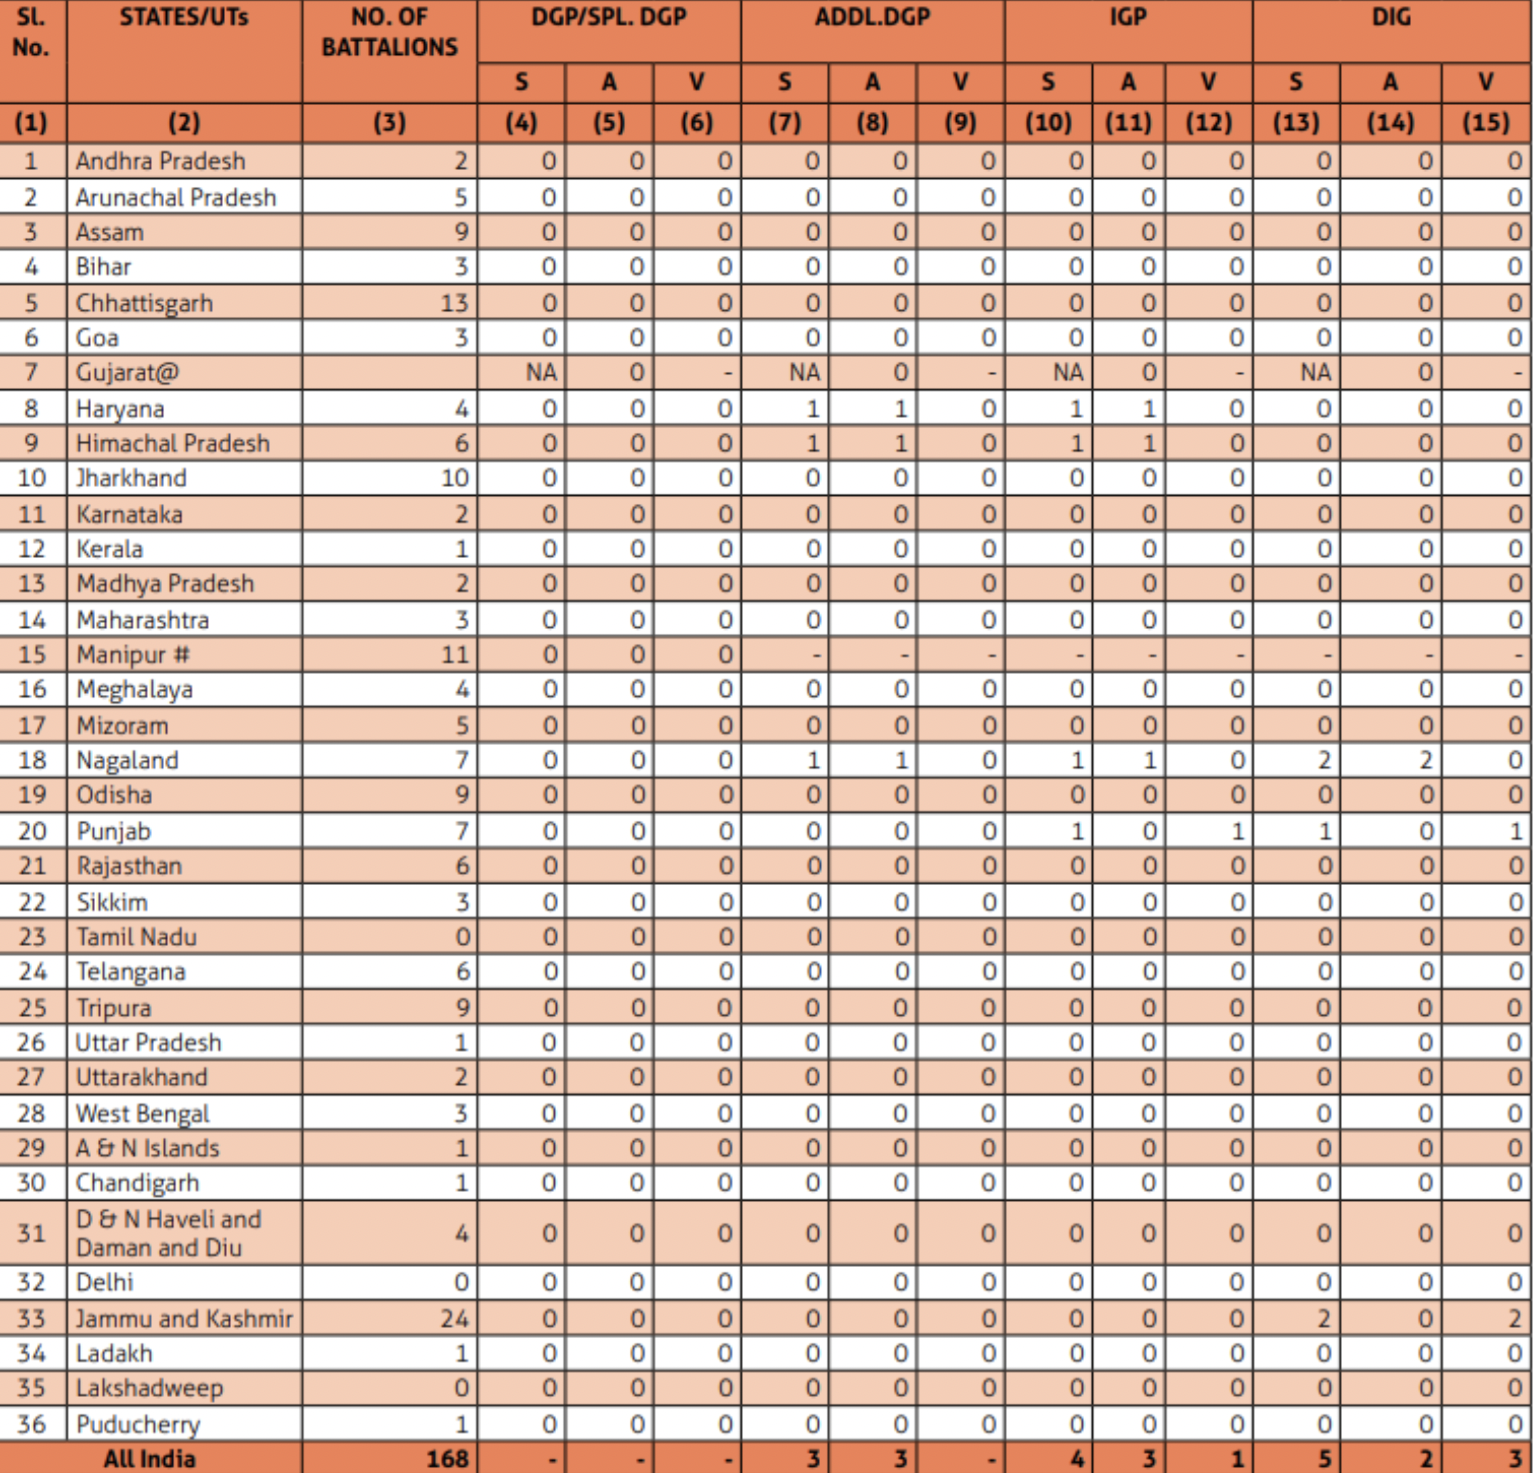 Sl. No. STATES/UTs NO. OF BATTALIONS DGP/SPL. DGP ADDL.DGP IGP DIG
S A V S A V S A V S A V
(1) (2) (3) (4) (5) (6) (7) (8) (9) (10) (11) (12) (13) (14) (15)
1 Andhra Pradesh 2 0 0 0 0 0 0 0 0 0 0 0 0
2 Arunachal Pradesh 5 0 0 0 0 0 0 0 0 0 0 0 0
3 Assam 9 0 0 0 0 0 0 0 0 0 0 0 0
4 Bihar 3 0 0 0 0 0 0 0 0 0 0 0 0
5 Chhattisgarh 13 0 0 0 0 0 0 0 0 0 0 0 0
6 Goa 3 0 0 0 0 0 0 0 0 0 0 0 0
7 Gujarat@ NA 0 - NA 0 - NA 0 - NA 0 -
8 Haryana 4 0 0 0 1 1 0 1 1 0 0 0 0
9 Himachal Pradesh 6 0 0 0 1 1 0 1 1 0 0 0 0
10 Jharkhand 10 0 0 0 0 0 0 0 0 0 0 0 0
11 Karnataka 2 0 0 0 0 0 0 0 0 0 0 0 0
12 Kerala 1 0 0 0 0 0 0 0 0 0 0 0 0
13 Madhya Pradesh 2 0 0 0 0 0 0 0 0 0 0 0 0
14 Maharashtra 3 0 0 0 0 0 0 0 0 0 0 0 0
15 Manipur # 11 0 0 0 - - - - - - - - -
16 Meghalaya 4 0 0 0 0 0 0 0 0 0 0 0 0
17 Mizoram 5 0 0 0 0 0 0 0 0 0 0 0 0
18 Nagaland 7 0 0 0 1 1 0 1 1 0 2 2 0
19 Odisha 9 0 0 0 0 0 0 0 0 0 0 0 0
20 Punjab 7 0 0 0 0 0 0 1 0 1 1 0 1
21 Rajasthan 6 0 0 0 0 0 0 0 0 0 0 0 0
22 Sikkim 3 0 0 0 0 0 0 0 0 0 0 0 0
23 Tamil Nadu 0 0 0 0 0 0 0 0 0 0 0 0 0
24 Telangana 6 0 0 0 0 0 0 0 0 0 0 0 0
25 Tripura 9 0 0 0 0 0 0 0 0 0 0 0 0
26 Uttar Pradesh 1 0 0 0 0 0 0 0 0 0 0 0 0
27 Uttarakhand 2 0 0 0 0 0 0 0 0 0 0 0 0
28 West Bengal 3 0 0 0 0 0 0 0 0 0 0 0 0
29 A & N Islands 1 0 0 0 0 0 0 0 0 0 0 0 0
30 Chandigarh 1 0 0 0 0 0 0 0 0 0 0 0 0
31 D & N Haveli and Daman and Diu 4 0 0 0 0 0 0 0 0 0 0 0 0
32 Delhi 0 0 0 0 0 0 0 0 0 0 0 0 0
33 Jammu and Kashmir 24 0 0 0 0 0 0 0 0 0 2 0 2
34 Ladakh 1 0 0 0 0 0 0 0 0 0 0 0 0
35 Lakshadweep 0 0 0 0 0 0 0 0 0 0 0 0 0
36 Puducherry 1 0 0 0 0 0 0 0 0 0 0 0 0
All India 168 - - - 3 3 - 4 3 1 5 2 3